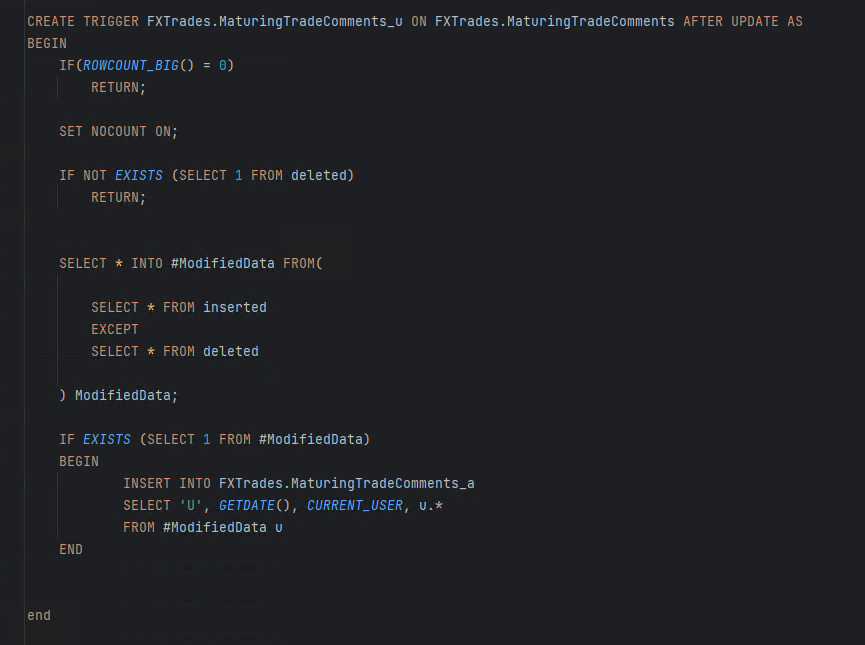 CREATE TRIGGER FXTrades.MaturingTradeComments_u ON FXTrades.MaturingTradeComments AFTER UPDATE AS
BEGIN
    IF(ROWCOUNT_BIG() = 0)
        RETURN;

    SET NOCOUNT ON;

    IF NOT EXISTS (SELECT 1 FROM deleted)
        RETURN;


    SELECT * INTO #ModifiedData FROM(

        SELECT * FROM inserted
        EXCEPT
        SELECT * FROM deleted

    ) ModifiedData;

    IF EXISTS (SELECT 1 FROM #ModifiedData)
    BEGIN
            INSERT INTO FXTrades.MaturingTradeComments_a
            SELECT 'U', GETDATE(), CURRENT_USER, u.*
            FROM #ModifiedData u
    END


end